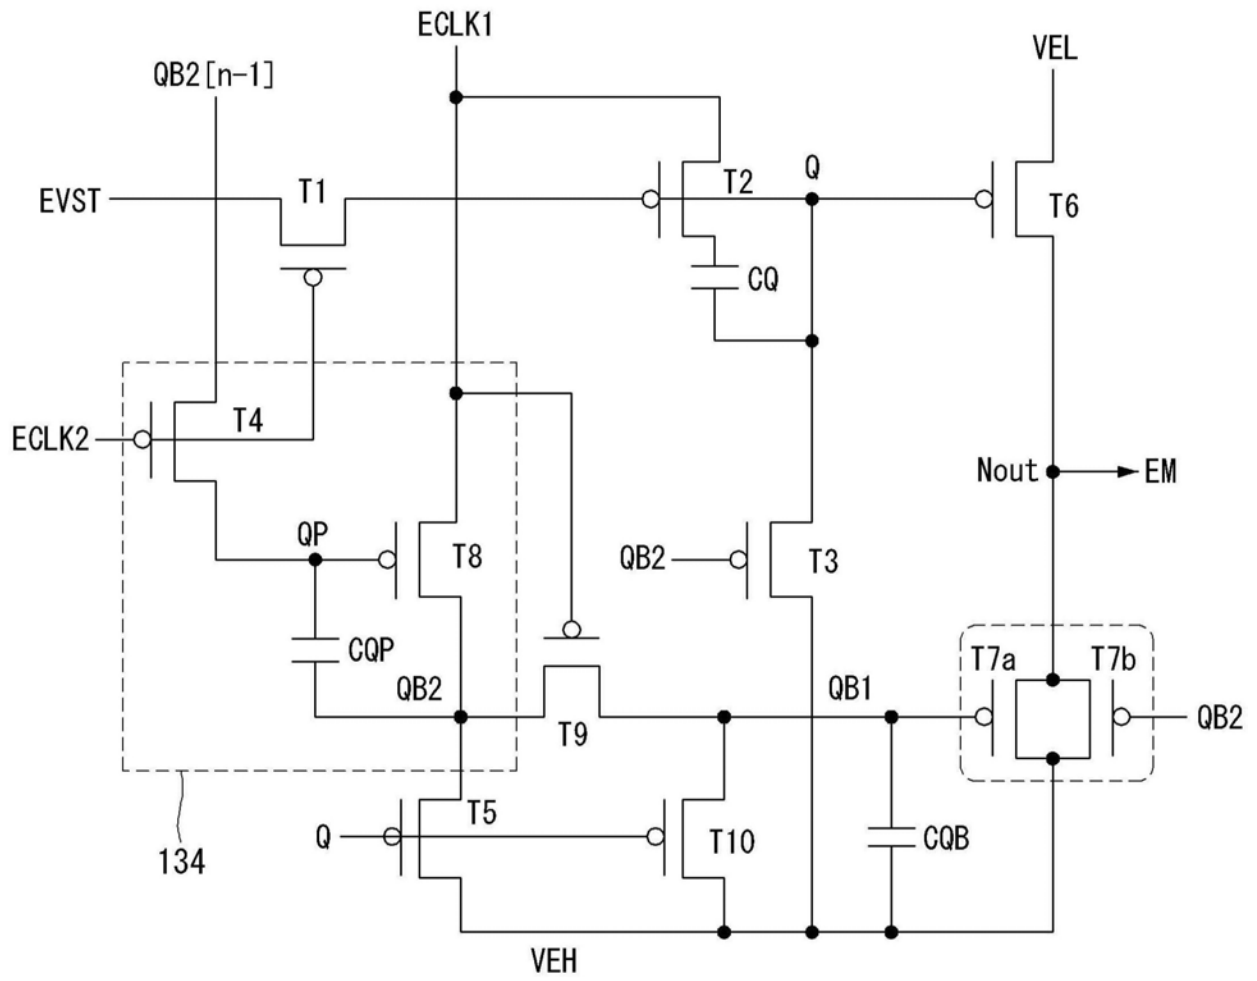 ECLK1
VEL
QB2[n-1]
EVST
T1
T2
Q
T6
CQ
ECLK2
T4
Nout
EM
QP
T8
QB2
T3
CQP
QB2
T9
QB1
T7a
T7b
QB2
134
Q
T5
T10
CQB
VEH